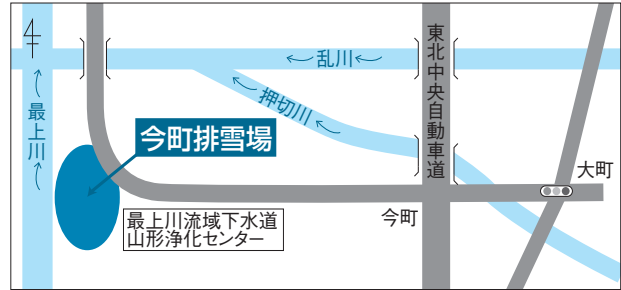 乱川
最上川
押切川
東北中央自動車道
今町排雪場
大町
今町
最上川流域下水道
山形浄化センター